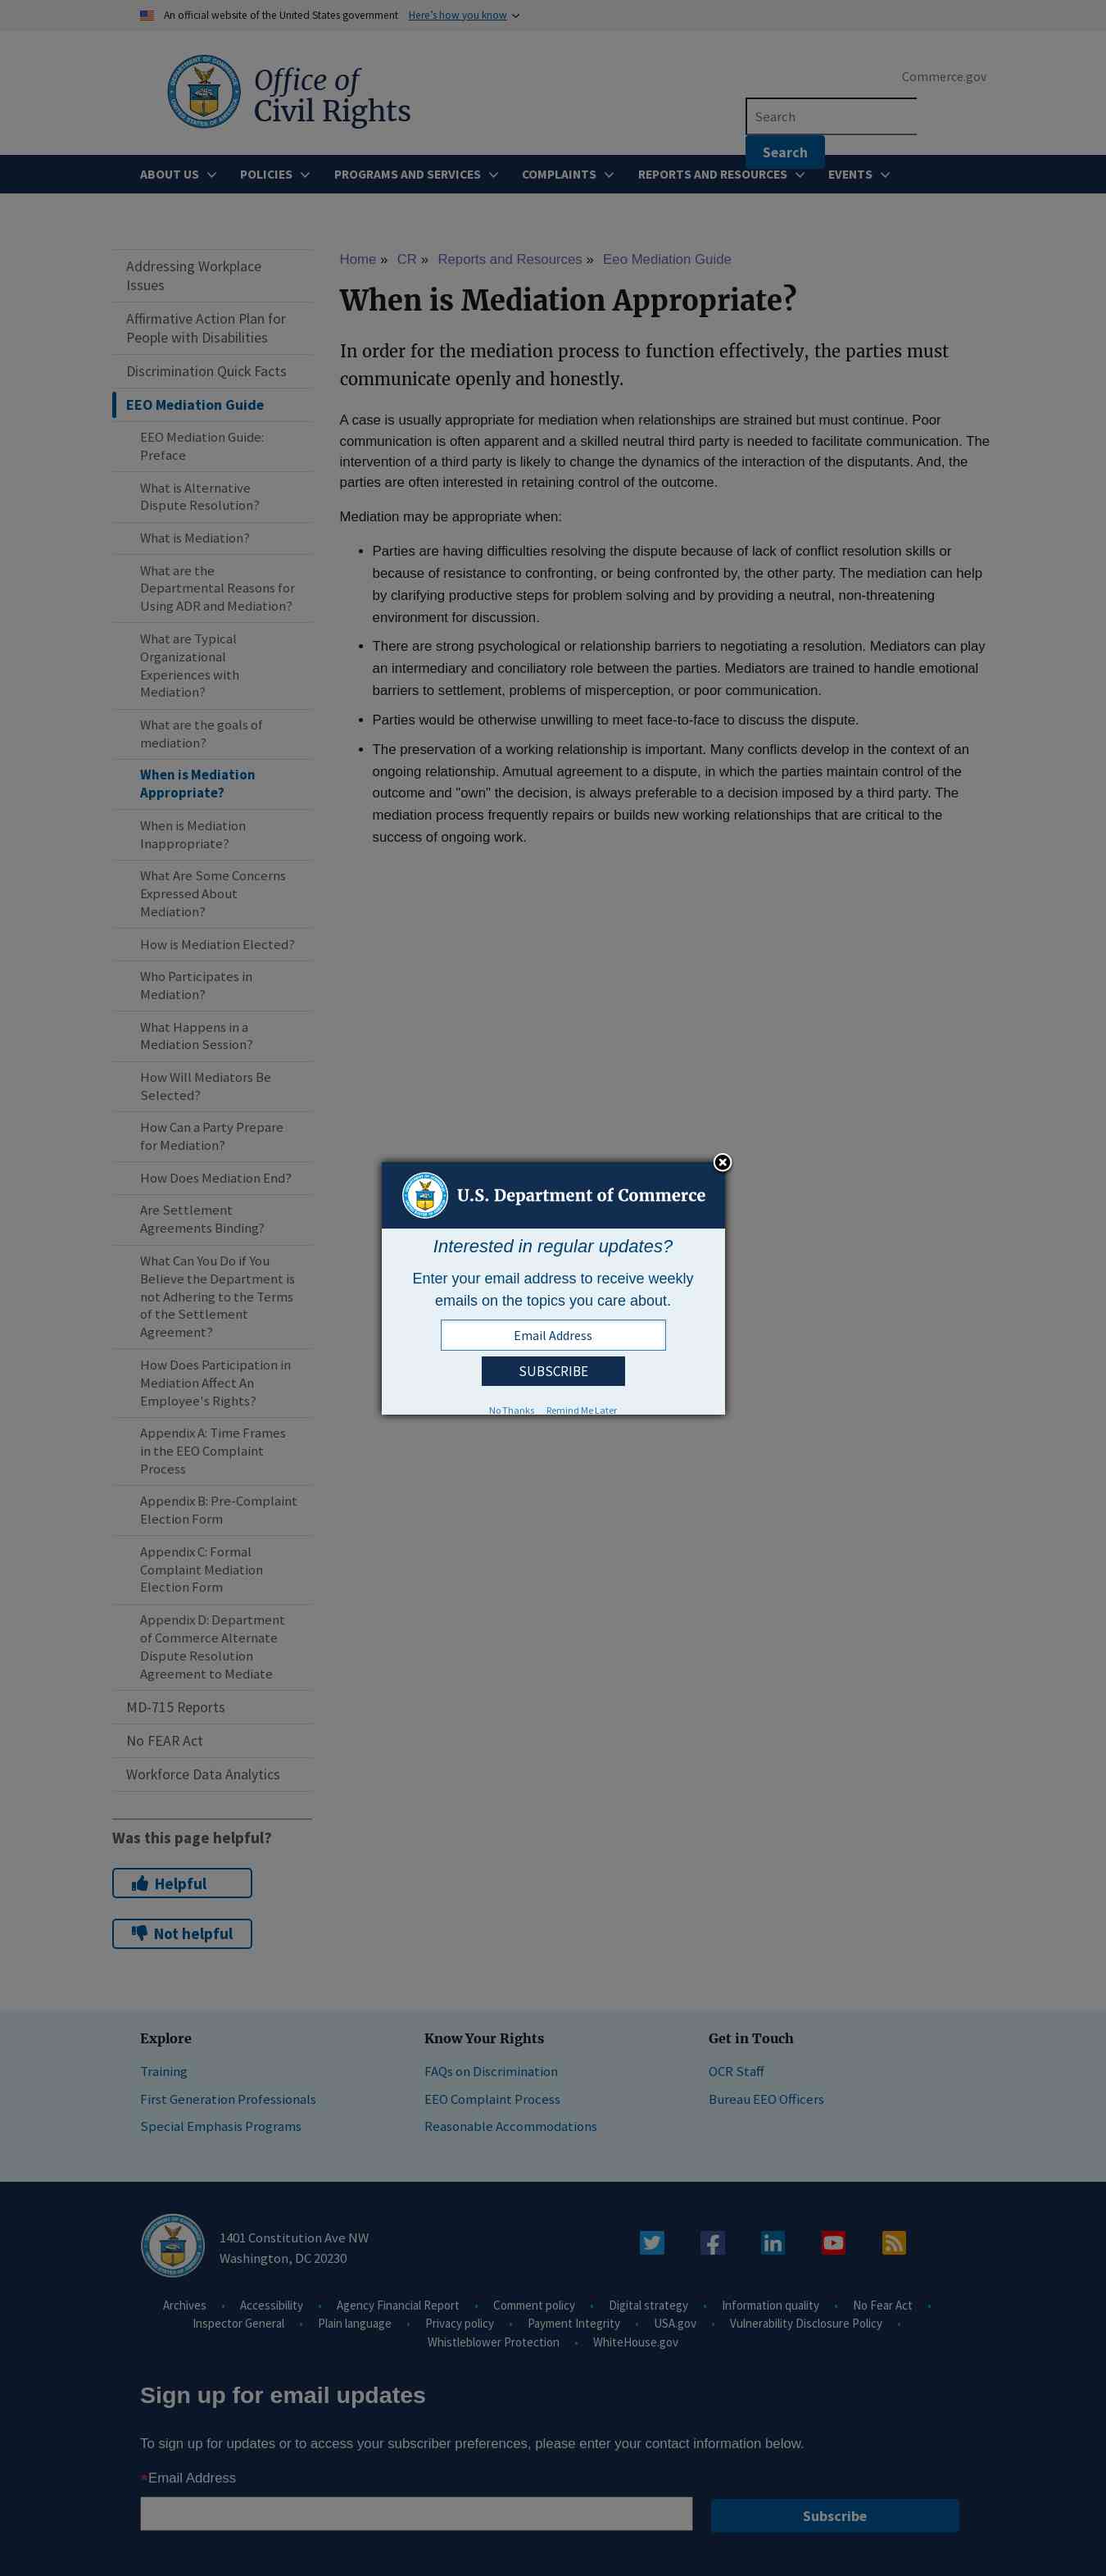 An official website of the United States government Here's how you know
Office of
Civil Rights
Commerce.gov
Search
Search
ABOUT US POLICIES PROGRAMS AND SERVICES COMPLAINTS REPORTS AND RESOURCES EVENTS
Addressing Workplace
Issues
Affirmative Action Plan for
People with Disabilities
Discrimination Quick Facts
EEO Mediation Guide
EEO Mediation Guide:
Preface
What is Alternative
Dispute Resolution?
What is Mediation?
What are the
Departmental Reasons for
Using ADR and Mediation?
What are Typical
Organizational
Experiences with
Mediation?
What are the goals of
mediation?
When is Mediation
Appropriate?
When is Mediation
Inappropriate?
What Are Some Concerns
Expressed About
Mediation?
How is Mediation Elected?
Who Participates in
Mediation?
What Happens in a
Mediation Session?
How Will Mediators Be
Selected?
How Can a Party Prepare
for Mediation?
How Does Mediation End?
Are Settlement
Agreements Binding?
What Can You Do if You
Believe the Department is
not Adhering to the Terms
of the Settlement
Agreement?
How Does Participation in
Mediation Affect An
Employee's Rights?
Appendix A: Time Frames
in the EEO Complaint
Process
Appendix B: Pre-Complaint
Election Form
Appendix C: Formal
Complaint Mediation
Election Form
Appendix D: Department
of Commerce Alternate
Dispute Resolution
Agreement to Mediate
MD-715 Reports
No FEAR Act
Workforce Data Analytics
Was this page helpful?
Helpful
Not helpful
Home » CR » Reports and Resources » Eeo Mediation Guide
When is Mediation Appropriate?
In order for the mediation process to function effectively, the parties must
communicate openly and honestly.
A case is usually appropriate for mediation when relationships are strained but must continue. Poor
communication is often apparent and a skilled neutral third party is needed to facilitate communication. The
intervention of a third party is likely to change the dynamics of the interaction of the disputants. And, the
parties are often interested in retaining control of the outcome.
Mediation may be appropriate when:
• Parties are having difficulties resolving the dispute because of lack of conflict resolution skills or
because of resistance to confronting, or being confronted by, the other party. The mediation can help
by clarifying productive steps for problem solving and by providing a neutral, non-threatening
environment for discussion.
• There are strong psychological or relationship barriers to negotiating a resolution. Mediators can play
an intermediary and conciliatory role between the parties. Mediators are trained to handle emotional
barriers to settlement, problems of misperception, or poor communication.
• Parties would be otherwise unwilling to meet face-to-face to discuss the dispute.
• The preservation of a working relationship is important. Many conflicts develop in the context of an
ongoing relationship. Amutual agreement to a dispute, in which the parties maintain control of the
outcome and "own" the decision, is always preferable to a decision imposed by a third party. The
mediation process frequently repairs or builds new working relationships that are critical to the
success of ongoing work.
U.S. Department of Commerce
Interested in regular updates?
Enter your email address to receive weekly
emails on the topics you care about.
Email Address
SUBSCRIBE
No Thanks Remind Me Later
Explore
Training
First Generation Professionals
Special Emphasis Programs
Know Your Rights
FAQs on Discrimination
EEO Complaint Process
Reasonable Accommodations
Get in Touch
OCR Staff
Bureau EEO Officers
1401 Constitution Ave NW
Washington, DC 20230
Archives • Accessibility • Agency Financial Report • Comment policy • Digital strategy • Information quality • No Fear Act •
Inspector General • Plain language • Privacy policy • Payment Integrity • USA.gov • Vulnerability Disclosure Policy •
Whistleblower Protection • WhiteHouse.gov
Sign up for email updates
To sign up for updates or to access your subscriber preferences, please enter your contact information below.
*Email Address
Subscribe